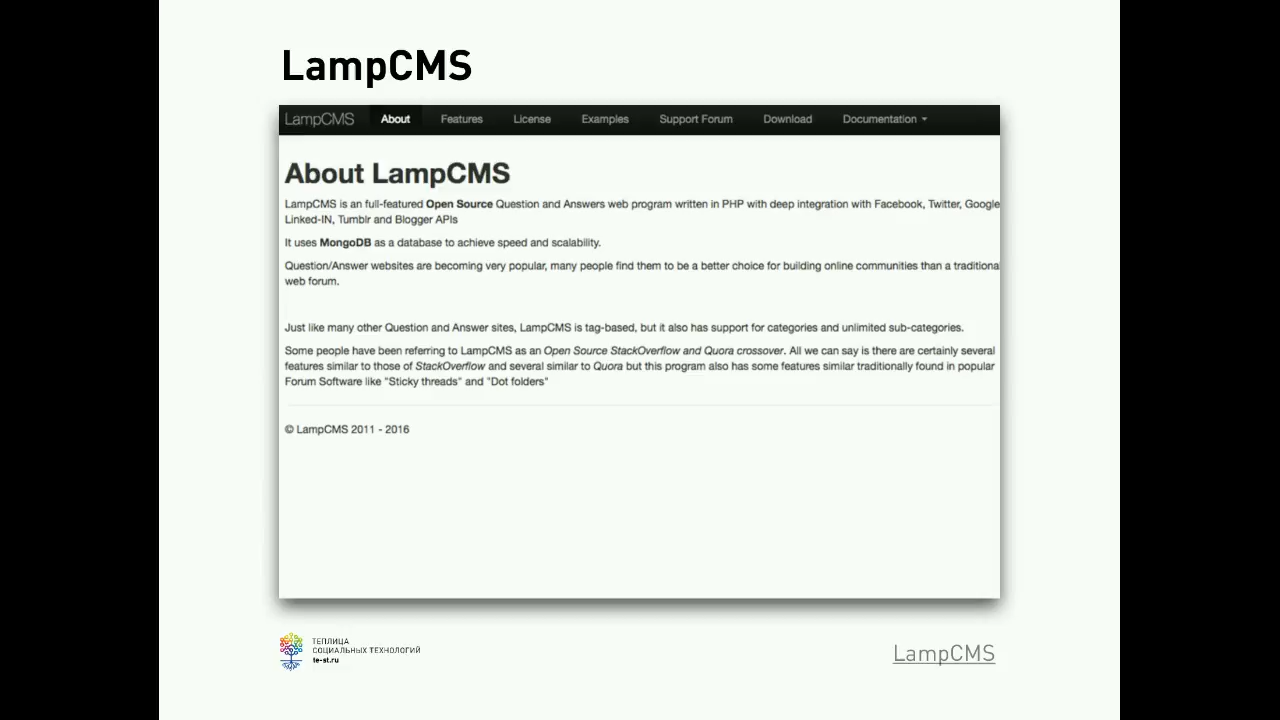 LampCMS
LampCMS About Features License Examples Support Forum Download Documentation
About LampCMS
LampCMS is an full-featured Open Source Question and Answers web program written in PHP with deep integration with Facebook, Twitter, Google
Linked-IN, Tumblr and Blogger APIs
It uses MongoDB as a database to achieve speed and scalability.
Question/Answer websites are becoming very popular, many people find them to be a better choice for building online communities than a traditiona
web forum.
Just like many other Question and Answer sites, LampCMS is tag-based, but it also has support for categories and unlimited sub-categories.
Some people have been referring to LampCMS as an Open Source StackOverflow and Quora crossover. All we can say is there are certainly several
features similar to those of StackOverflow and several similar to Quora but this program also has some features similar traditionally found in popular
Forum Software like "Sticky threads" and "Dot folders"
© LampCMS 2011 - 2016
ТЕПЛИЦА
СОЦИАЛЬНЫХ ТЕХНОЛОГИЙ
te-st.ru
LampCMS